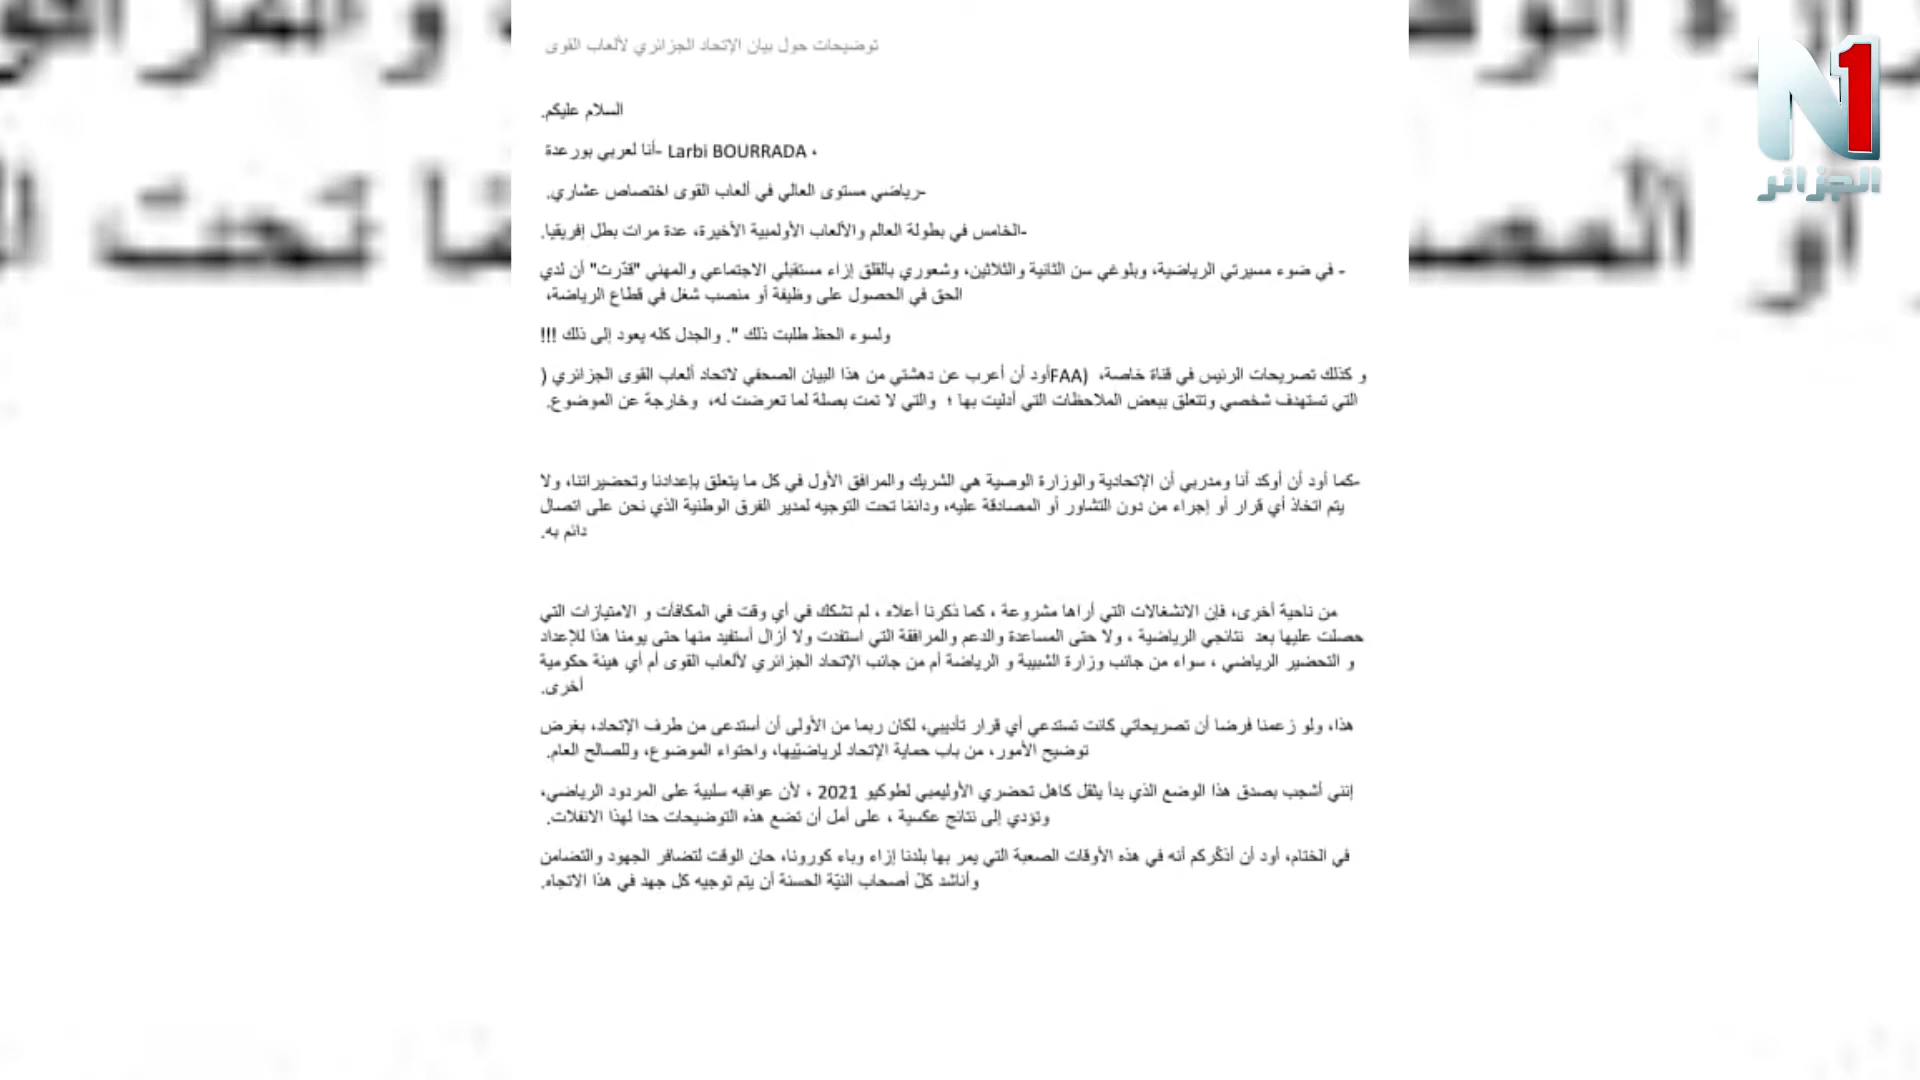 توضيحات حول بيان الإتحاد الجزائري لألعاب القوى
السلام عليكم.
، Larbi BOURRADA -أنا لعربي بورعدة
-رياضي مستوى العالي في ألعاب القوى اختصاص عشاري.
-الخامس في بطولة العالم والألعاب الأولمبية الأخيرة، عدة مرات بطل إفريقيا.
- في ضوء مسيرتي الرياضية، وبلوغي سن الثانية والثلاثين، وشعوري بالقلق إزاء مستقبلي الاجتماعي والمهني "قدّرت" أن لدي
الحق في الحصول على وظيفة أو منصب شغل في قطاع الرياضة،
ولسوء الحظ طلبت ذلك ". والجدل كله يعود إلى ذلك !!!
و كذلك تصريحات الرئيس في قناة خاصة، (FAAأود أن أعرب عن دهشتي من هذا البيان الصحفي لاتحاد ألعاب القوى الجزائري (
التي تستهدف شخصي وتتعلق ببعض الملاحظات التي أدليت بها ؛ والتي لا تمت بصلة لما تعرضت له، وخارجة عن الموضوع.
-كما أود أن أوكد أنا ومدربي أن الإتحادية والوزارة الوصية هي الشريك والمرافق الأول في كل ما يتعلق بإعدادنا وتحضيراتنا، ولا
يتم اتخاذ أي قرار أو إجراء من دون التشاور أو المصادقة عليه، ودائمًا تحت التوجيه لمدير الفرق الوطنية الذي نحن على اتصال
دائم به.
من ناحية أخرى، فإن الانشغالات التي أراها مشروعة ، كما ذكرنا أعلاه ، لم تشكك في أي وقت في المكافآت و الامتيازات التي
حصلت عليها بعد نتائجي الرياضية ، ولا حتى المساعدة والدعم والمرافقة التي استفدت ولا أزال أستفيد منها حتى يومنا هذا للإعداد
و التحضير الرياضي ، سواء من جانب وزارة الشبيبة و الرياضة أم من جانب الإتحاد الجزائري لألعاب القوى أم أي هيئة حكومية
أخرى.
هذا، ولو زعمنا فرضا أن تصريحاتي كانت تستدعي أي قرار تأديبي، لكان ربما من الأولى أن أستدعى من طرف الإتحاد، بغرض
توضيح الأمور، من باب حماية الإتحاد لرياضيّيها، واحتواء الموضوع، وللصالح العام.
إنني أشجب بصدق هذا الوضع الذي بدأ يثقل كاهل تحضري الأوليمبي لطوكيو 2021 ، لأن عواقبه سلبية على المردود الرياضي،
وتؤدي إلى نتائج عكسية ، على أمل أن تضع هذه التوضيحات حدا لهذا الانفلات.
في الختام، أود أن أذكّركم أنه في هذه الأوقات الصعبة التي يمر بها بلدنا إزاء وباء كورونا، حان الوقت لتضافر الجهود والتضامن
وأناشد كلّ أصحاب النيّة الحسنة أن يتم توجيه كل جهد في هذا الاتجاه.
N1
الجزائر